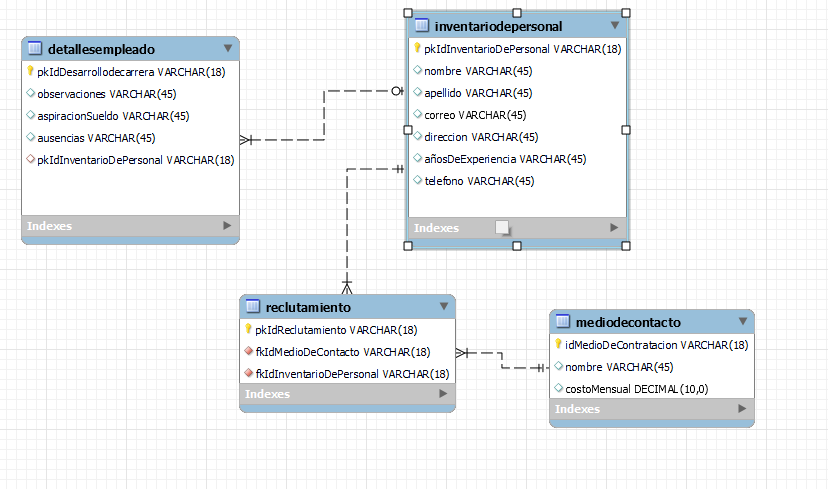 detallesempleado
pkIdDesarrollodecarrera VARCHAR(18)
observaciones VARCHAR(45)
aspiracionSueldo VARCHAR(45)
ausencias VARCHAR(45)
pkIdInventarioDePersonal VARCHAR(18)
Indexes
inventariodepersonal
pkIdInventarioDePersonal VARCHAR(18)
nombre VARCHAR(45)
apellido VARCHAR(45)
correo VARCHAR(45)
direccion VARCHAR(45)
añosDeExperiencia VARCHAR(45)
telefono VARCHAR(45)
Indexes
reclutamiento
pkIdReclutamiento VARCHAR(18)
fkIdMedioDeContacto VARCHAR(18)
fkIdInventarioDePersonal VARCHAR(18)
Indexes
mediodecontacto
idMedioDeContratacion VARCHAR(18)
nombre VARCHAR(45)
costoMensual DECIMAL(10,0)
Indexes